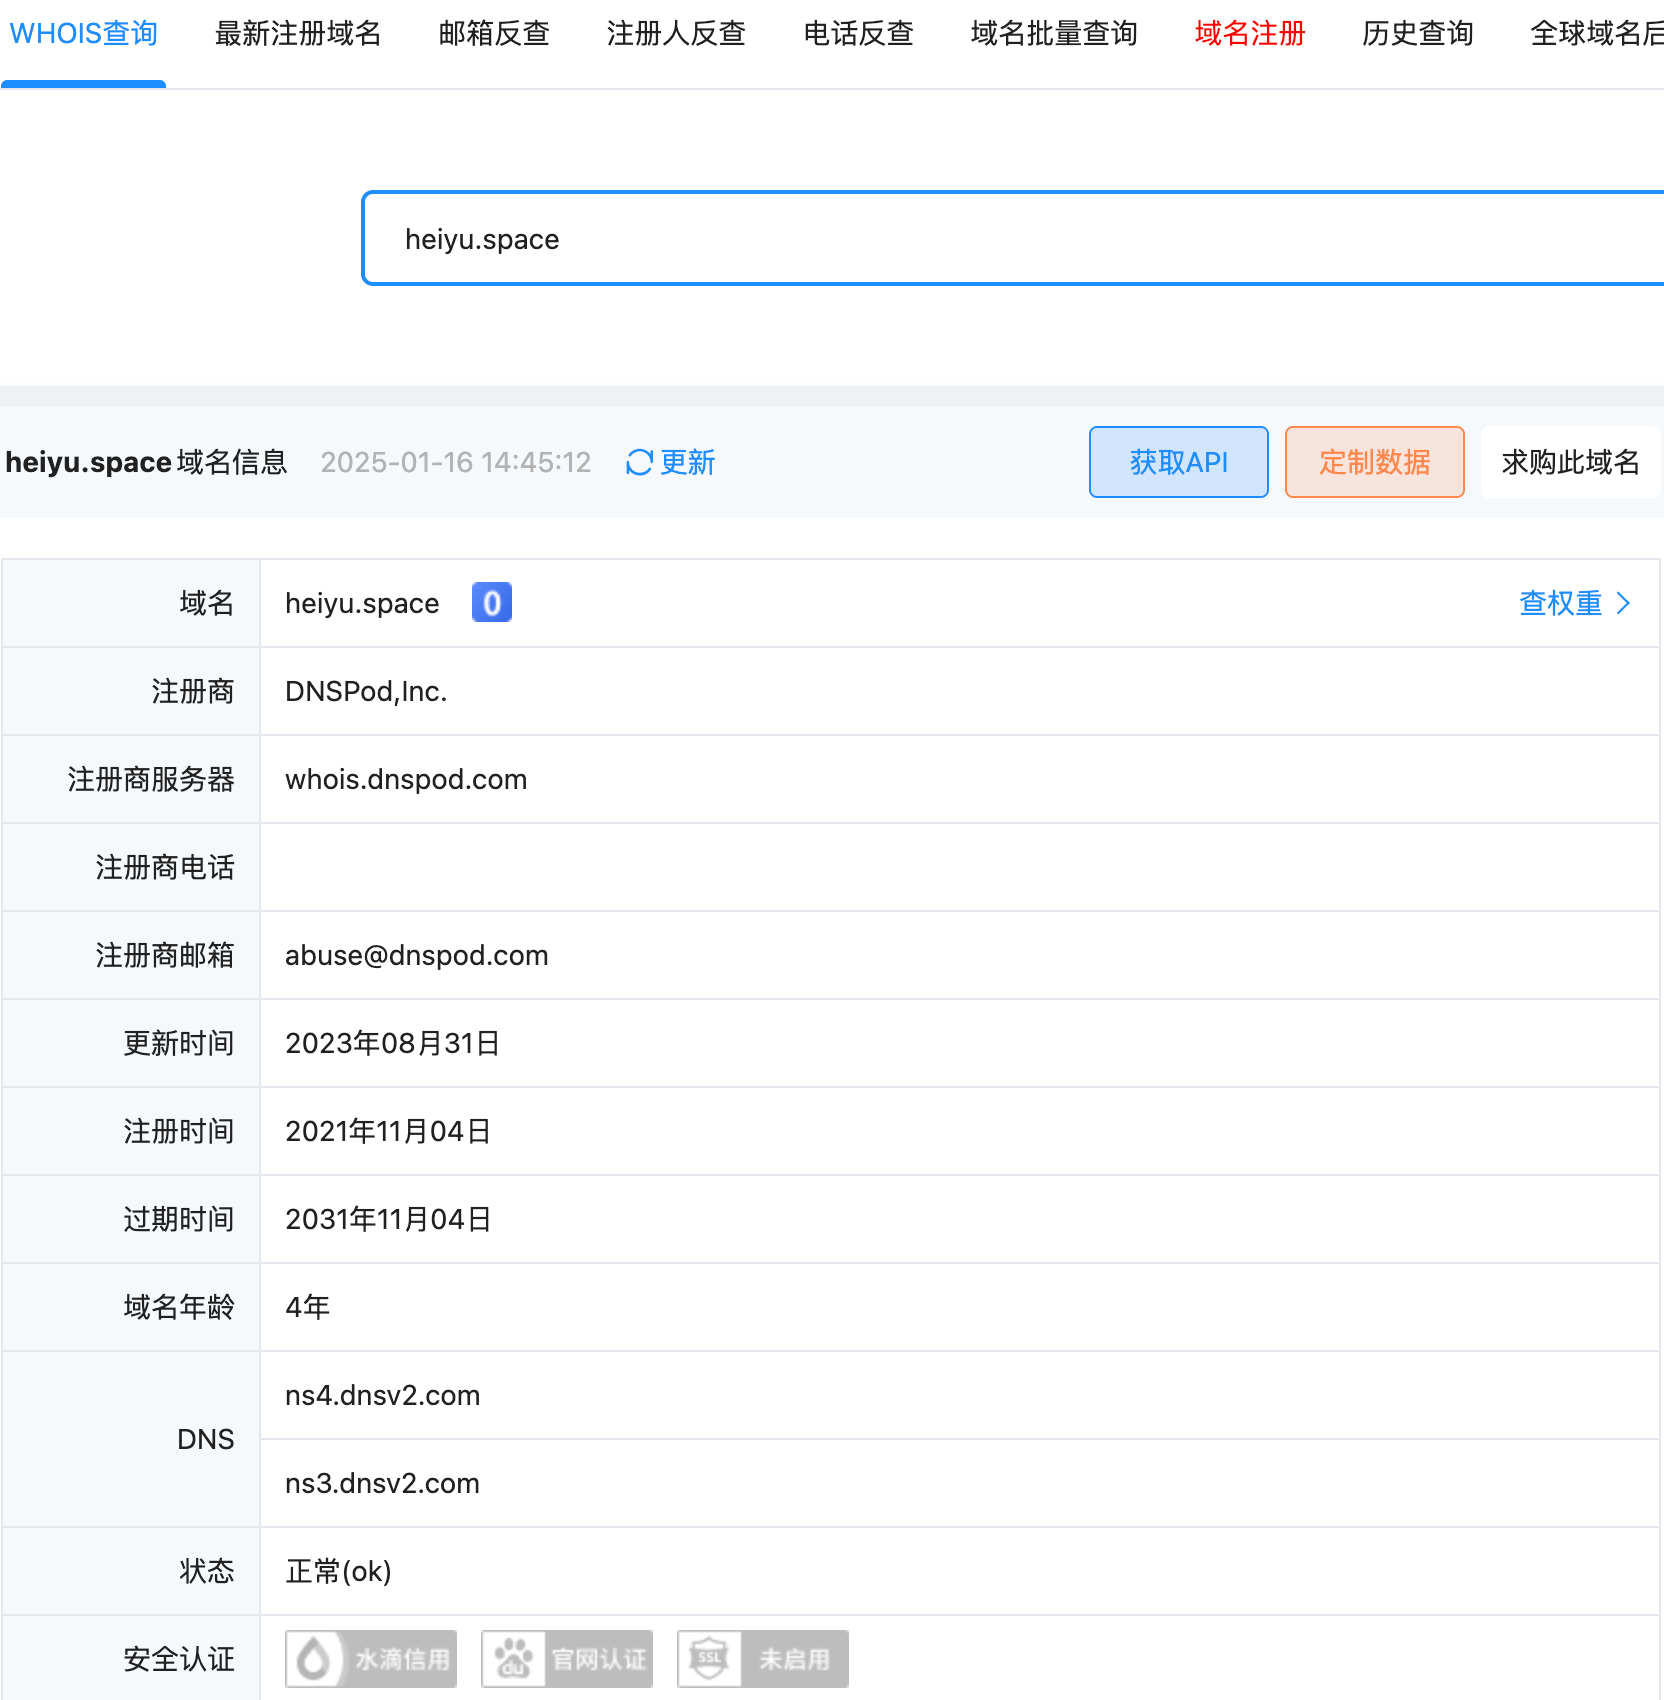 WHOIS查询 最新注册域名 邮箱反查 注册人反查 电话反查 域名批量查询 域名注册 历史查询 全球域名后
heiyu.space
heiyu.space域名信息 2025-01-16 14:45:12 更新 获取API 定制数据 求购此域名
域名 heiyu.space 0 查权重
注册商 DNSPod,Inc.
注册商服务器 whois.dnspod.com
注册商电话
注册商邮箱 abuse@dnspod.com
更新时间 2023年08月31日
注册时间 2021年11月04日
过期时间 2031年11月04日
域名年龄 4年
DNS ns4.dnsv2.com
ns3.dnsv2.com
状态 正常(ok)
安全认证 水滴信用 du 官网认证 SSL 未启用